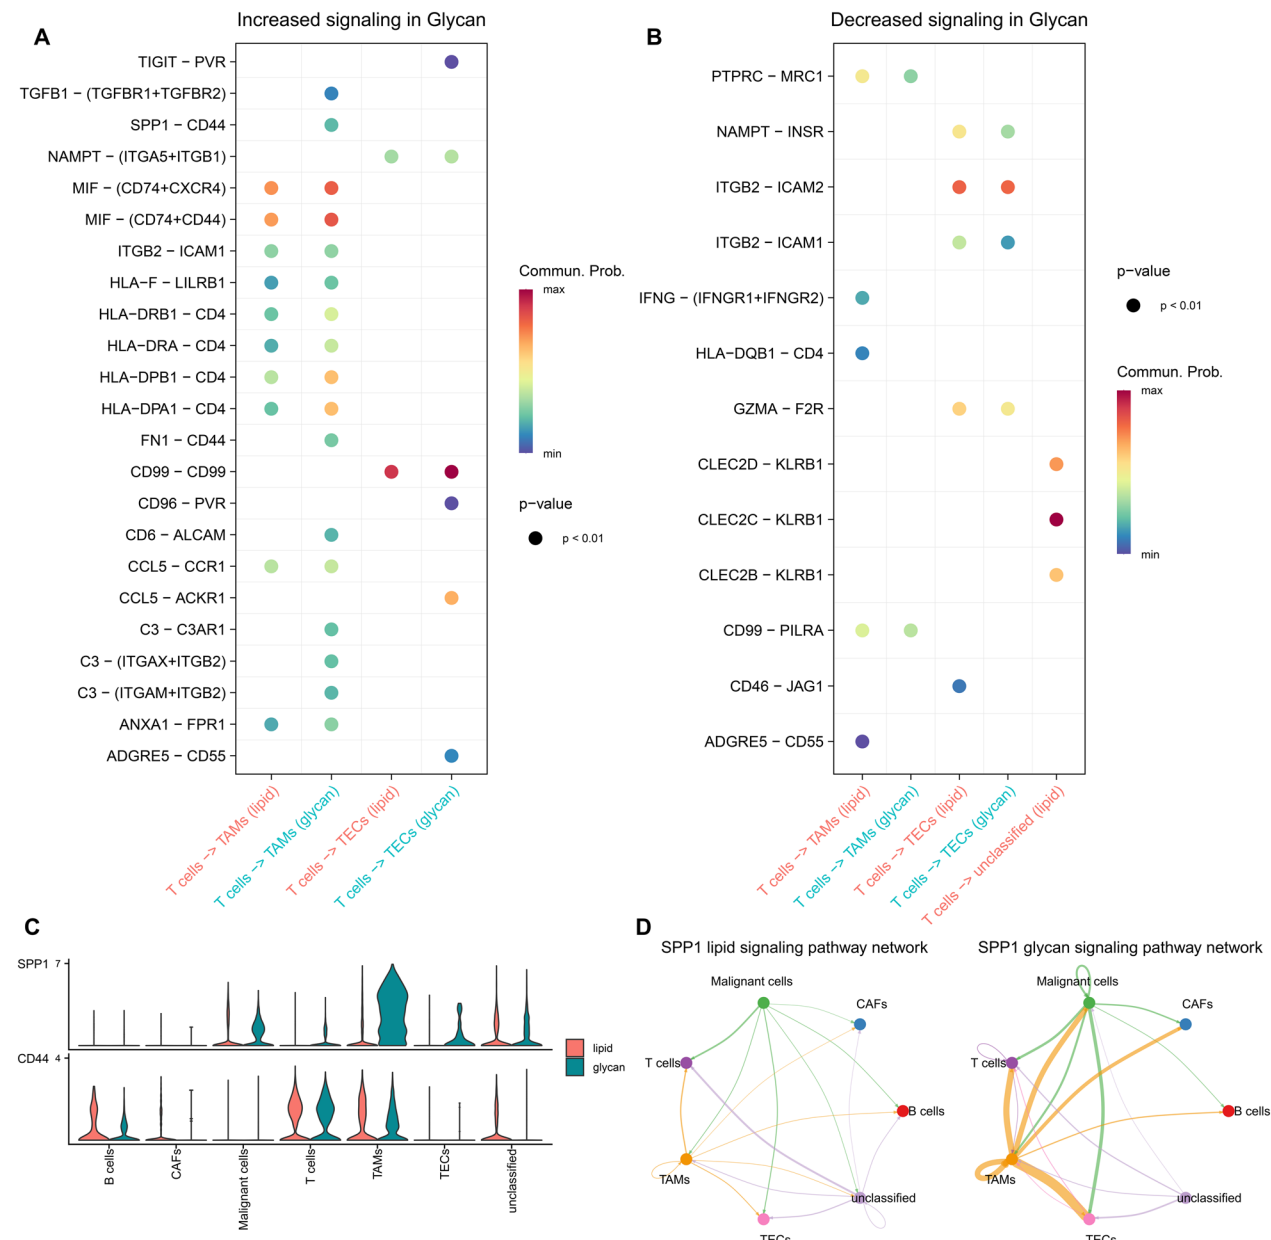 A
Increased signaling in Glycan
TIGIT − PVR
TGFB1 − (TGFBR1+TGFBR2)
SPP1 − CD44
NAMPT − (ITGA5+ITGB1)
MIF − (CD74+CXCR4)
MIF − (CD74+CD44)
ITGB2 − ICAM1
HLA−F − LILRB1
HLA−DRB1 − CD4
HLA−DRA − CD4
HLA−DPB1 − CD4
HLA−DPA1 − CD4
FN1 − CD44
CD99 − CD99
CD96 − PVR
CD6 − ALCAM
CCL5 − CCR1
CCL5 − ACKR1
C3 − C3AR1
C3 − (ITGAX+ITGB2)
C3 − (ITGAM+ITGB2)
ANXA1 − FPR1
ADGRE5 − CD55
T cells −> TAMs (lipid)
T cells −> TAMs (glycan)
T cells −> TECs (lipid)
T cells −> TECs (glycan)
Commun. Prob.
max
min
p−value
p < 0.01
B
Decreased signaling in Glycan
PTPRC − MRC1
NAMPT − INSR
ITGB2 − ICAM2
ITGB2 − ICAM1
IFNG − (IFNGR1+IFNGR2)
HLA−DQB1 − CD4
GZMA − F2R
CLEC2D − KLRB1
CLEC2C − KLRB1
CLEC2B − KLRB1
CD99 − PILRA
CD46 − JAG1
ADGRE5 − CD55
T cells −> TAMs (lipid)
T cells −> TAMs (glycan)
T cells −> TECs (lipid)
T cells −> TECs (glycan)
T cells −> unclassified (lipid)
p−value
p < 0.01
Commun. Prob.
max
min
C
SPP1 7
CD44 4
B cells
CAFs
Malignant cells
T cells
TAMs
TECs
unclassified
lipid
glycan
D
SPP1 lipid signaling pathway network
Malignant cells
CAFs
T cells
B cells
TAMs
unclassified
TECs
SPP1 glycan signaling pathway network
Malignant cells
CAFs
T cells
B cells
TAMs
unclassified
TECs